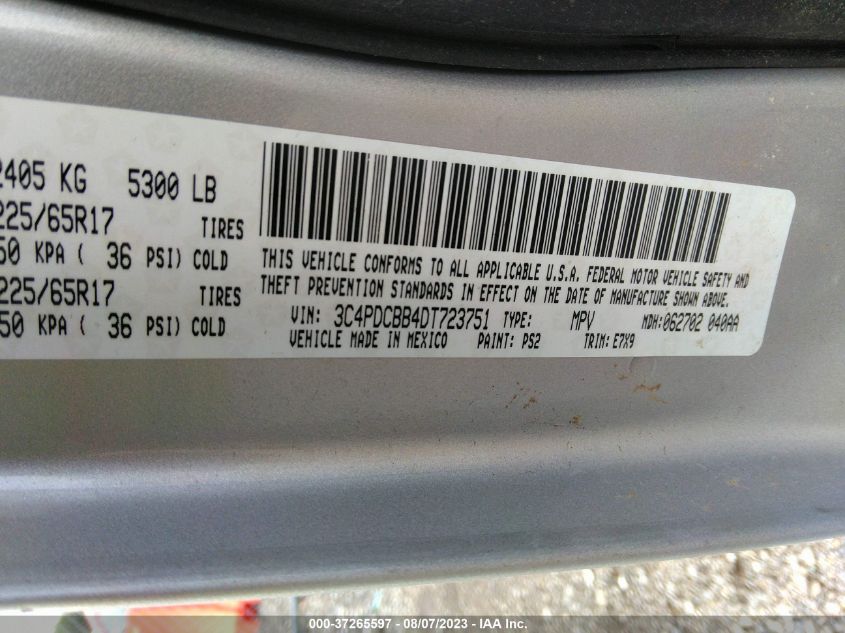 2405 KG 5300 LB
225/65R17 TIRES
50 KPA ( 36 PSI) COLD
225/65R17 TIRES
50 KPA ( 36 PSI) COLD
THIS VEHICLE CONFORMS TO ALL APPLICABLE U.S.A. FEDERAL MOTOR VEHICLE SAFETY AND
THEFT PREVENTION STANDARDS IN EFFECT ON THE DATE OF MANUFACTURE SHOWN ABOVE.
VIN: 3C4PDCBB4DT723751 TYPE: MPV MDH:062702 040AA
VEHICLE MADE IN MEXICO PAINT: PS2 TRIM: E7X9
000-37265597 - 08/07/2023 - IAA Inc.